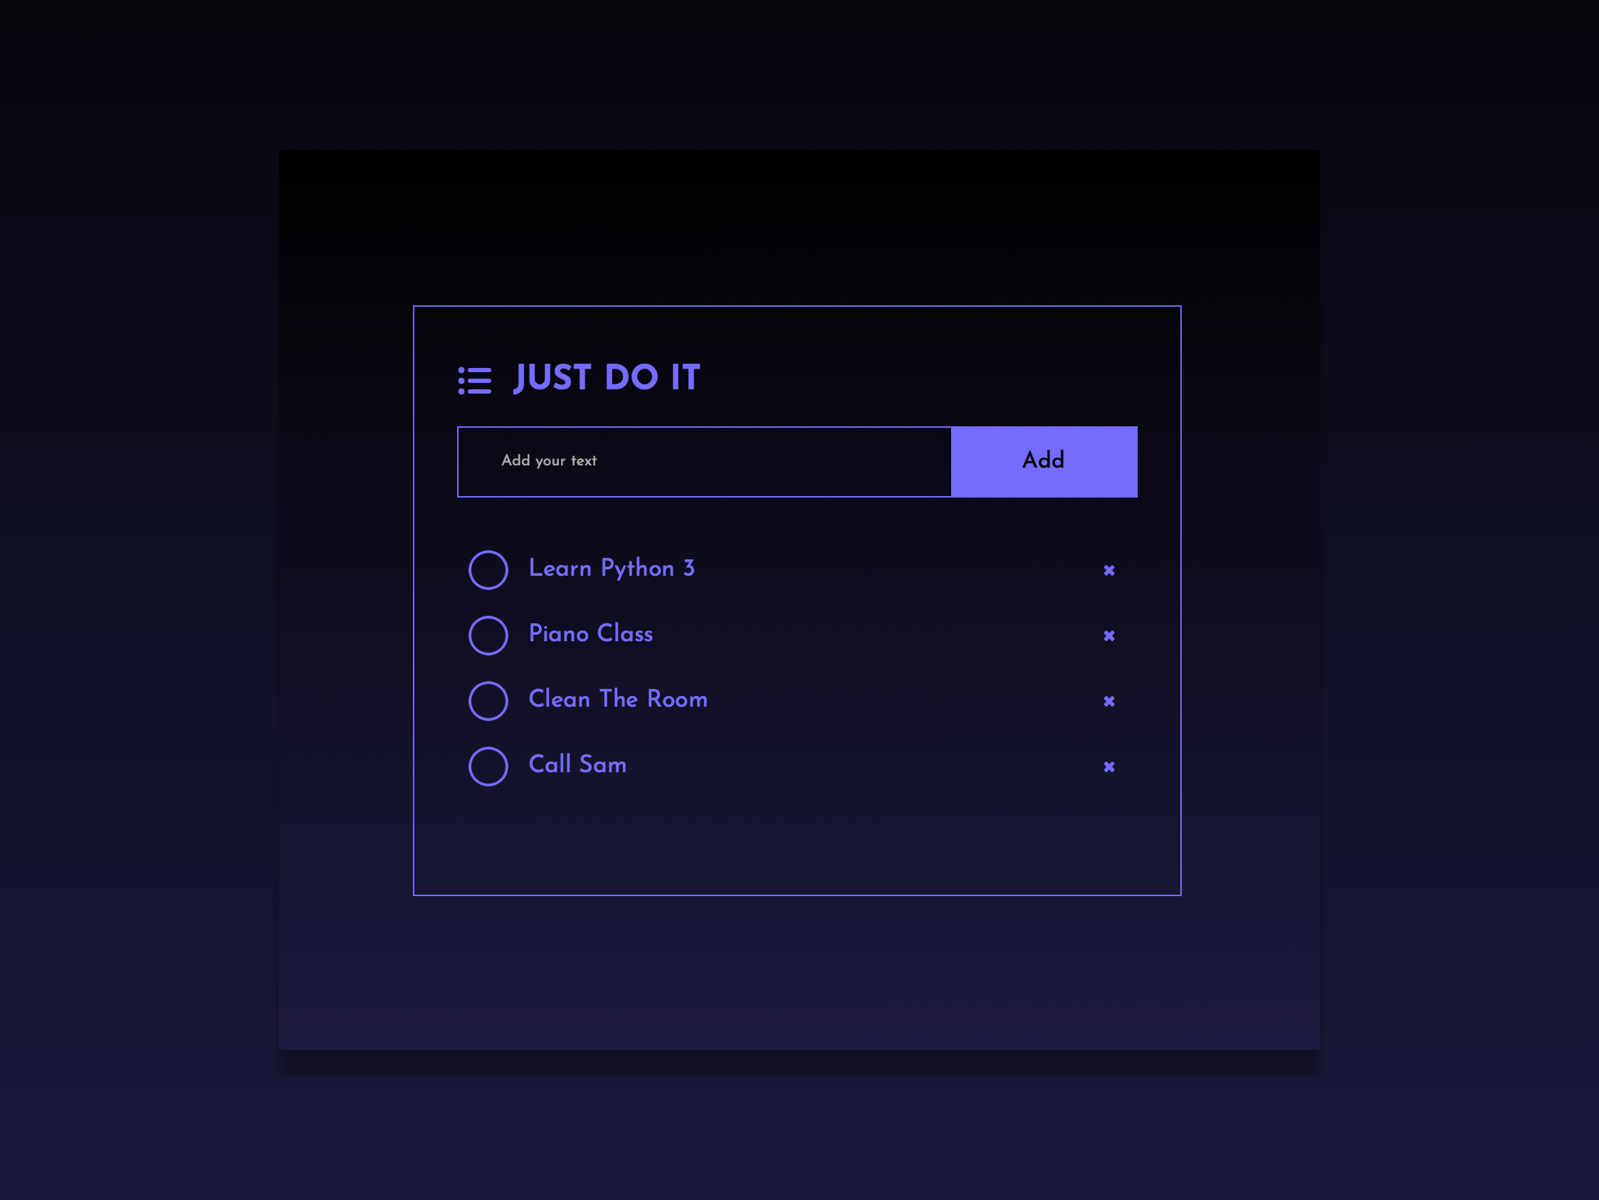 JUST DO IT
Add your text
Add
Learn Python 3
Piano Class
Clean The Room
Call Sam